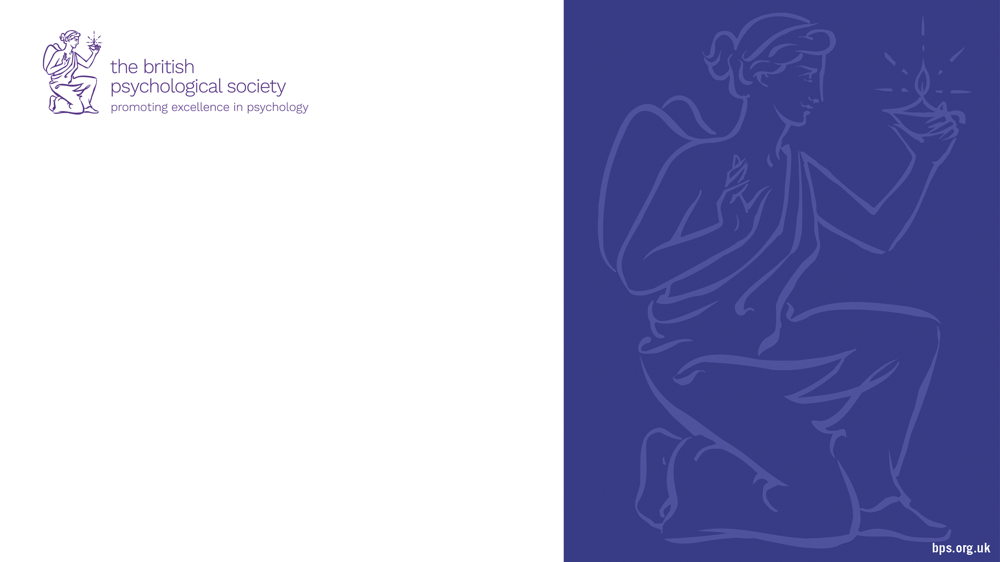 the british
psychological society
promoting excellence in psychology
bps.org.uk